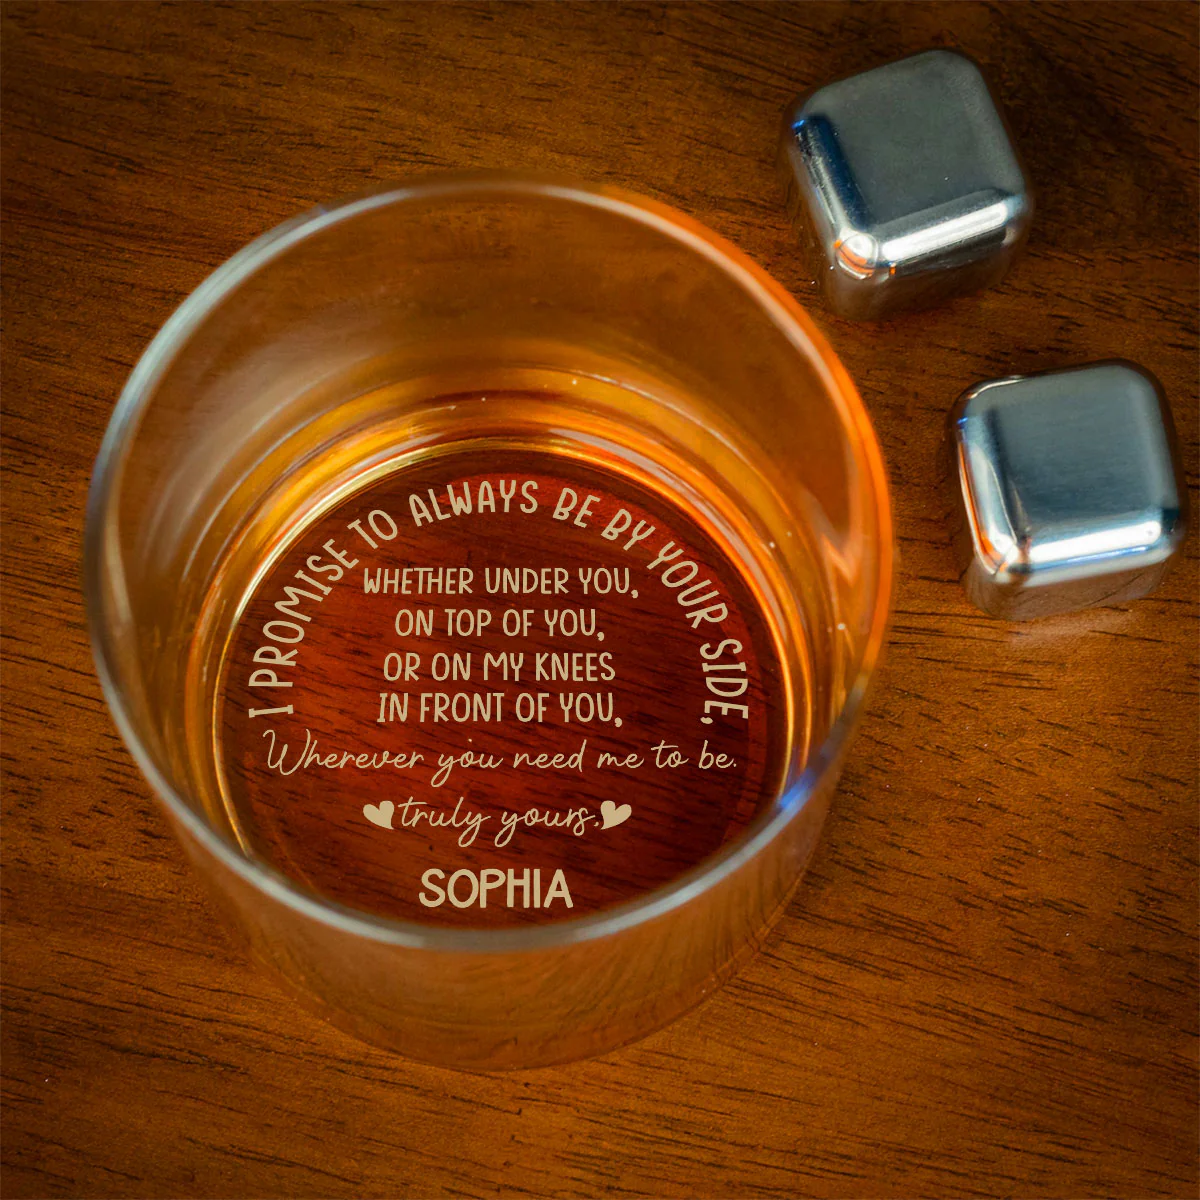 I PROMISE TO ALWAYS BE BY YOUR SIDE,
WHETHER UNDER YOU,
ON TOP OF YOU,
OR ON MY KNEES
IN FRONT OF YOU,
Wherever you need me to be.
truly yours.
SOPHIA